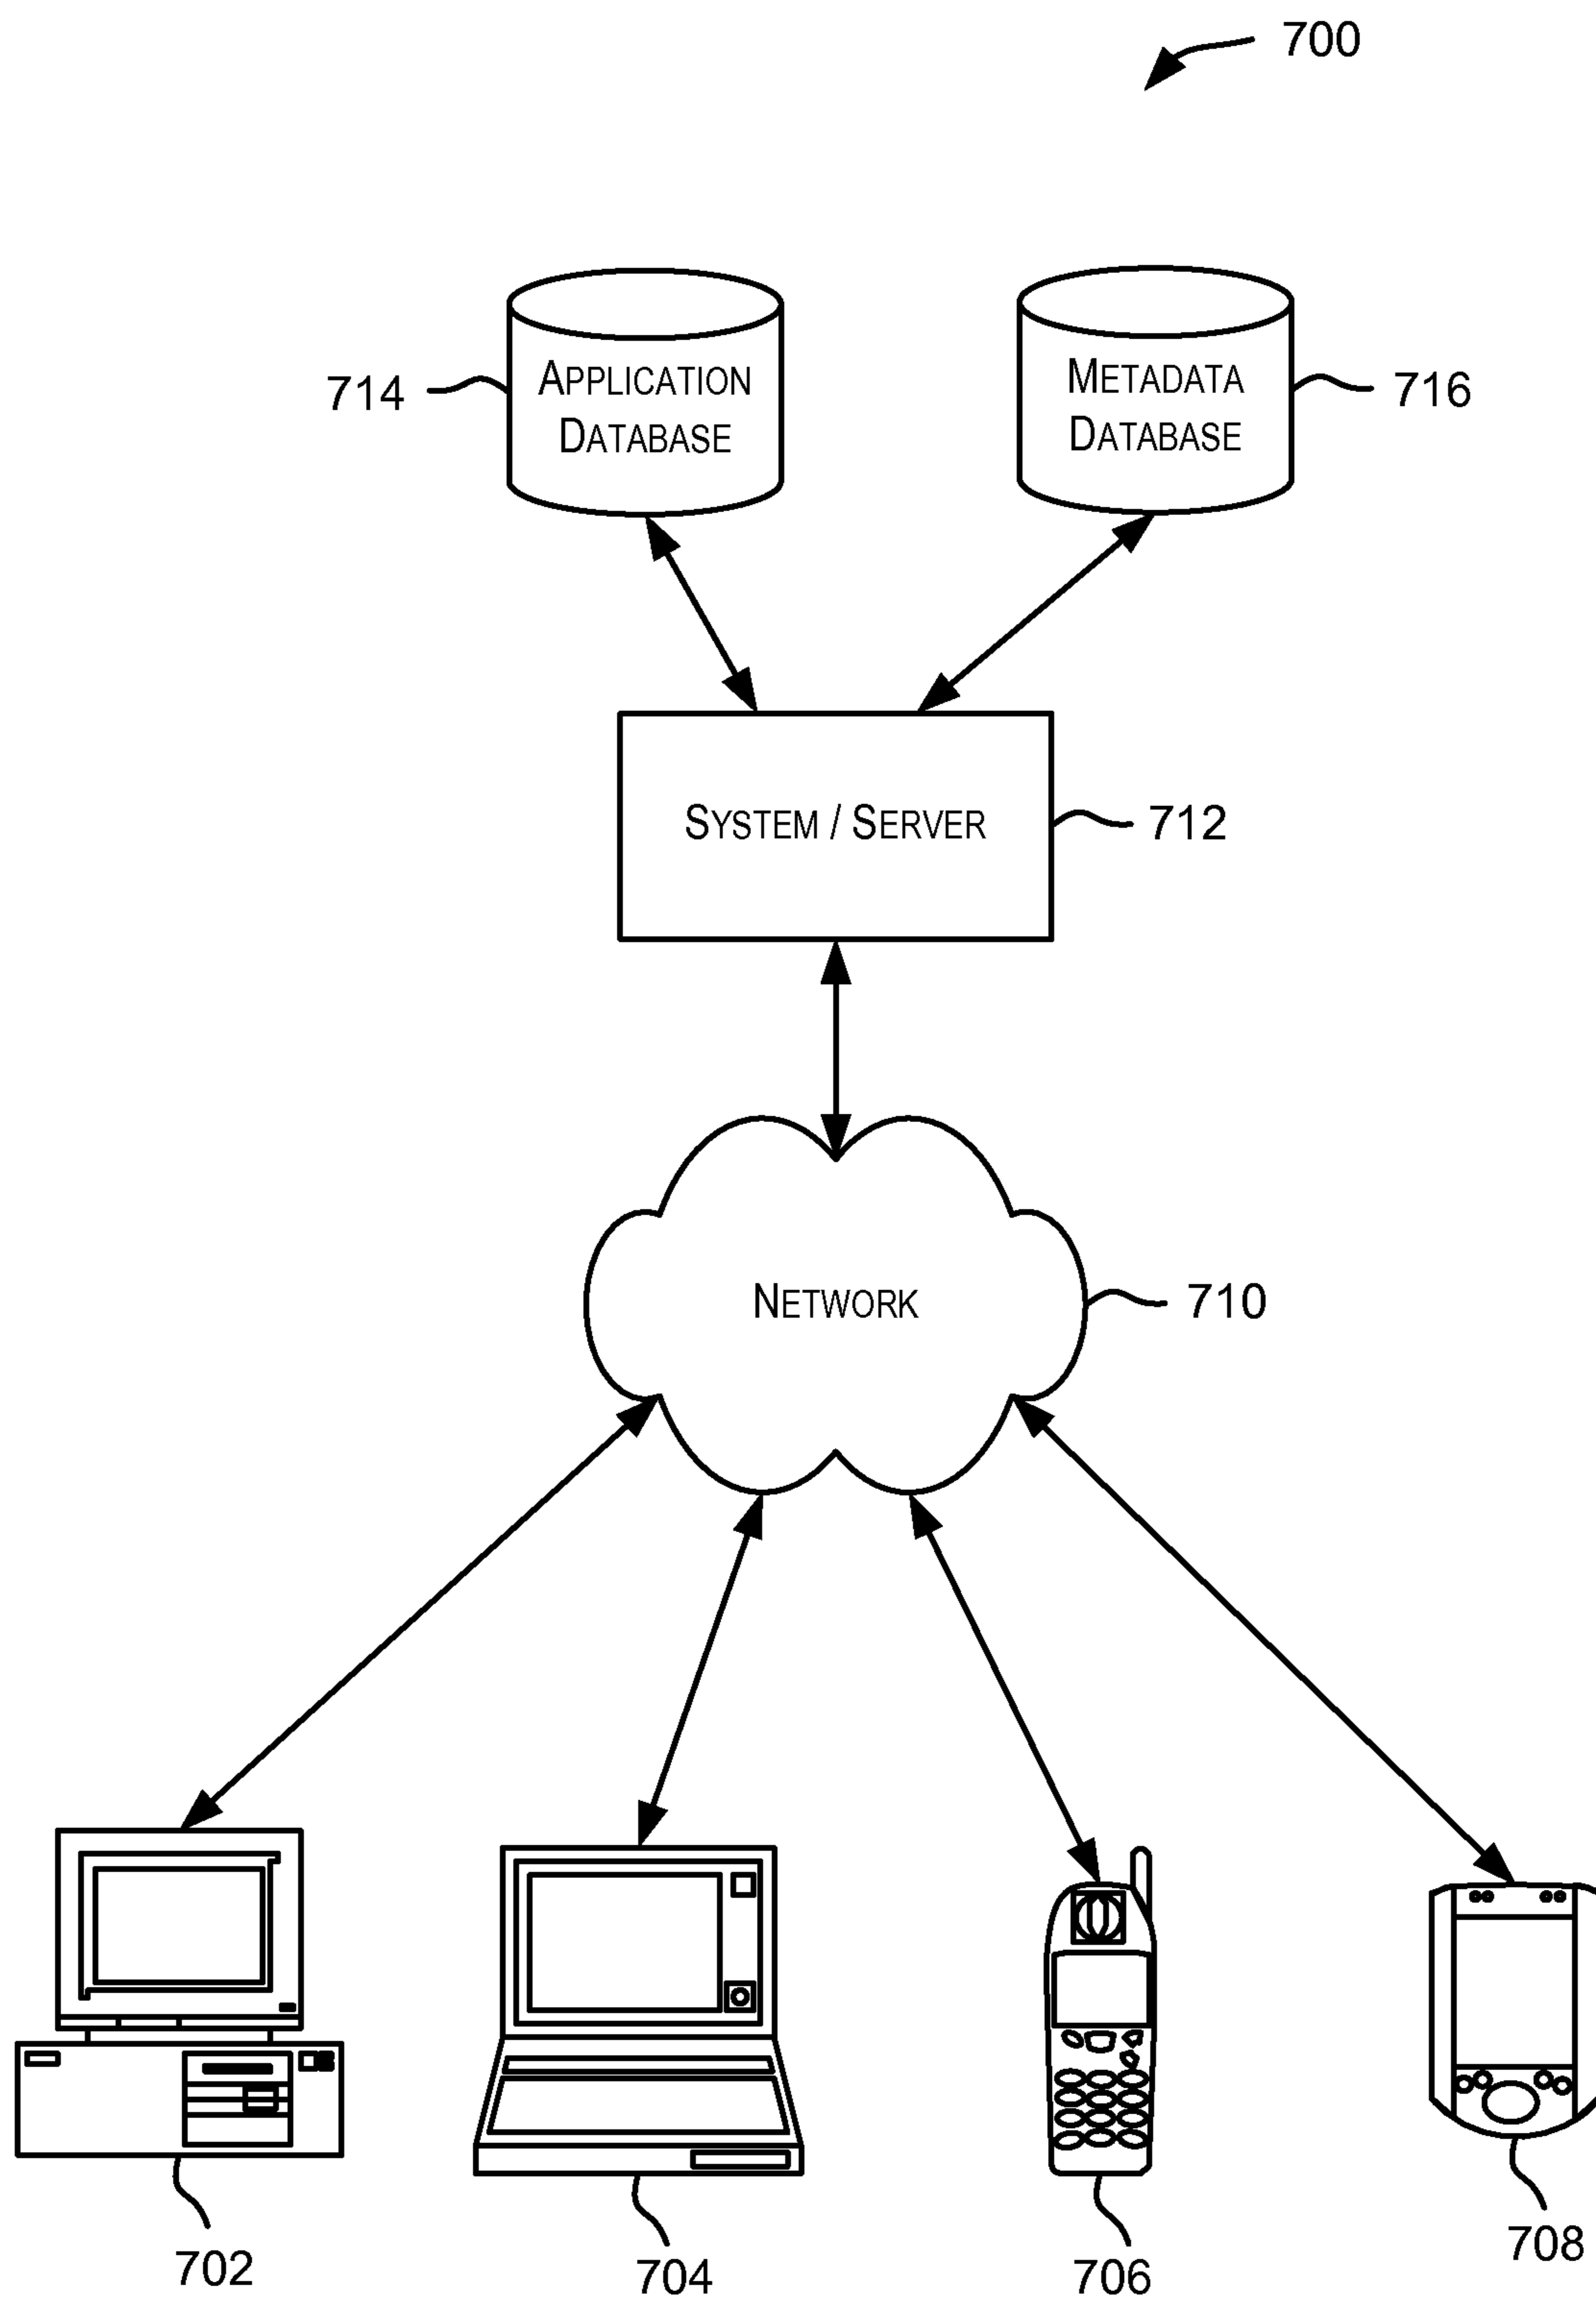 700
APPLICATION
DATABASE
714
METADATA
DATABASE
716
SYSTEM / SERVER
712
NETWORK
710
702
704
706
708